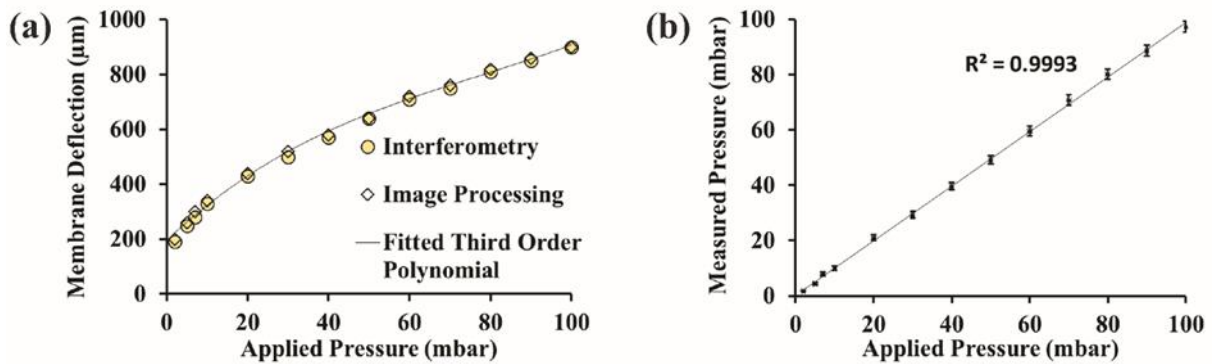 (a)
Membrane Deflection (μm)
1000
800
600
400
200
0
Interferometry
Image Processing
Fitted Third Order
Polynomial
0 20 40 60 80 100
Applied Pressure (mbar)
(b)
Measured Pressure (mbar)
100
80
60
40
20
0
R² = 0.9993
0 20 40 60 80 100
Applied Pressure (mbar)